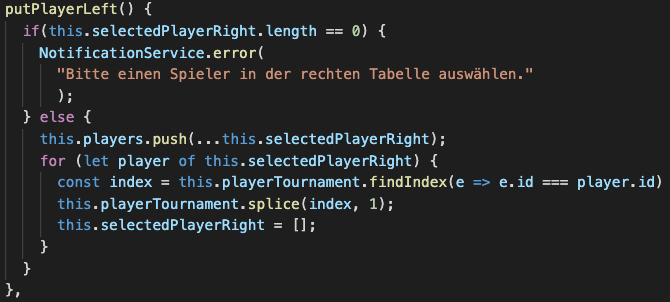 putPlayerLeft() {
if(this.selectedPlayerRight.length == 0) {
NotificationService.error(
"Bitte einen Spieler in der rechten Tabelle auswählen."
);
} else {
this.players.push(...this.selectedPlayerRight);
for (let player of this.selectedPlayerRight) {
const index = this.playerTournament.findIndex(e => e.id === player.id)
this.playerTournament.splice(index, 1);
this.selectedPlayerRight = [];
}
}
},